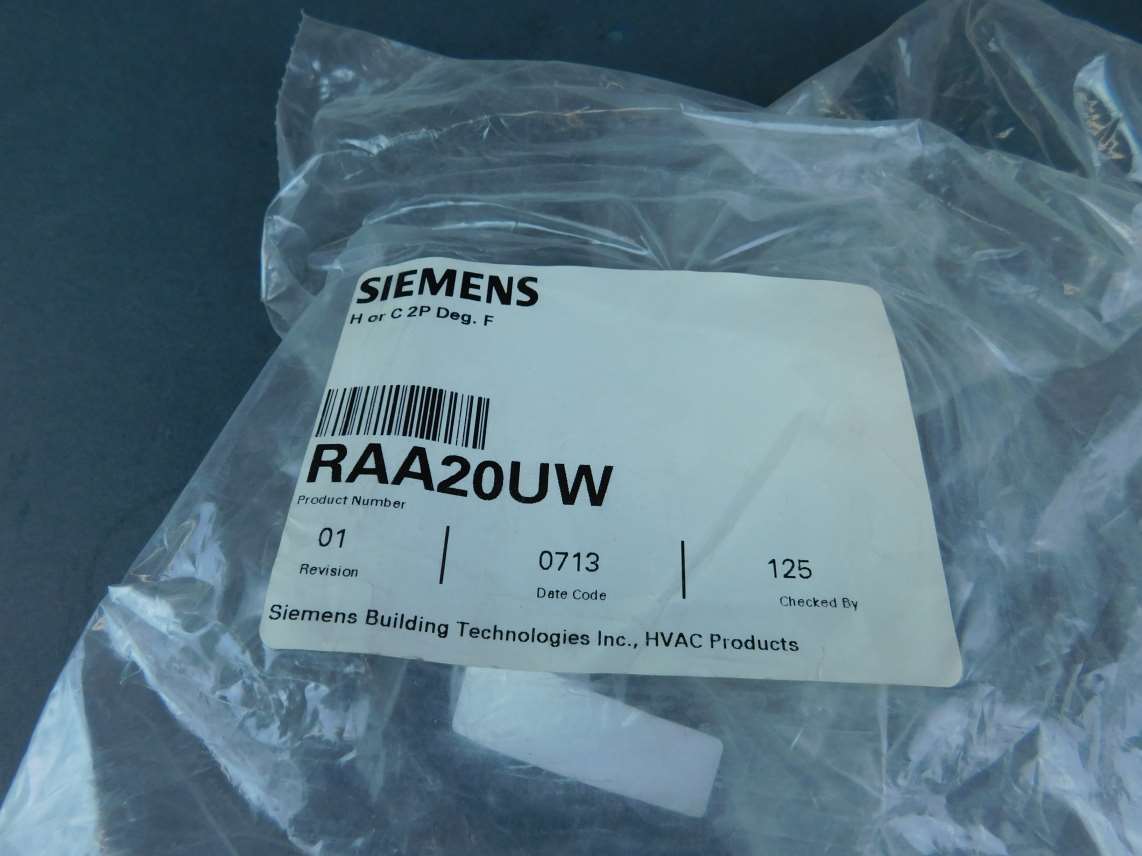 SIEMENS
H or C 2P Deg. F
RAA20UW
Product Number
01
Revision
0713
Date Code
125
Checked By
Siemens Building Technologies Inc., HVAC Products